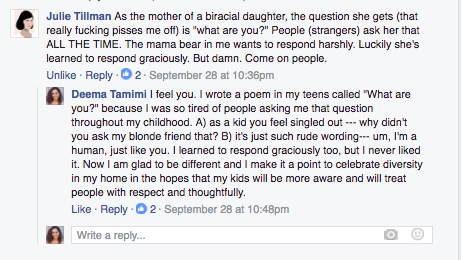 Julie Tillman As the mother of a biracial daughter, the question she gets (that
really fucking pisses me off) is "what are you?" People (strangers) ask her that
ALL THE TIME. The mama bear in me wants to respond harshly. Luckily she's
learned to respond graciously. But damn. Come on people.
Unlike · Reply · 2 · September 28 at 10:36pm
Deema Tamimi I feel you. I wrote a poem in my teens called "What are
you?" because I was so tired of people asking me that question
throughout my childhood. A) as a kid you feel singled out --- why didn't
you ask my blonde friend that? B) it's just such rude wording--- um, I'm a
human, just like you. I learned to respond graciously too, but I never liked
it. Now I am glad to be different and I make it a point to celebrate diversity
in my home in the hopes that my kids will be more aware and will treat
people with respect and thoughtfully.
Like · Reply · 2 · September 28 at 10:48pm
Write a reply...